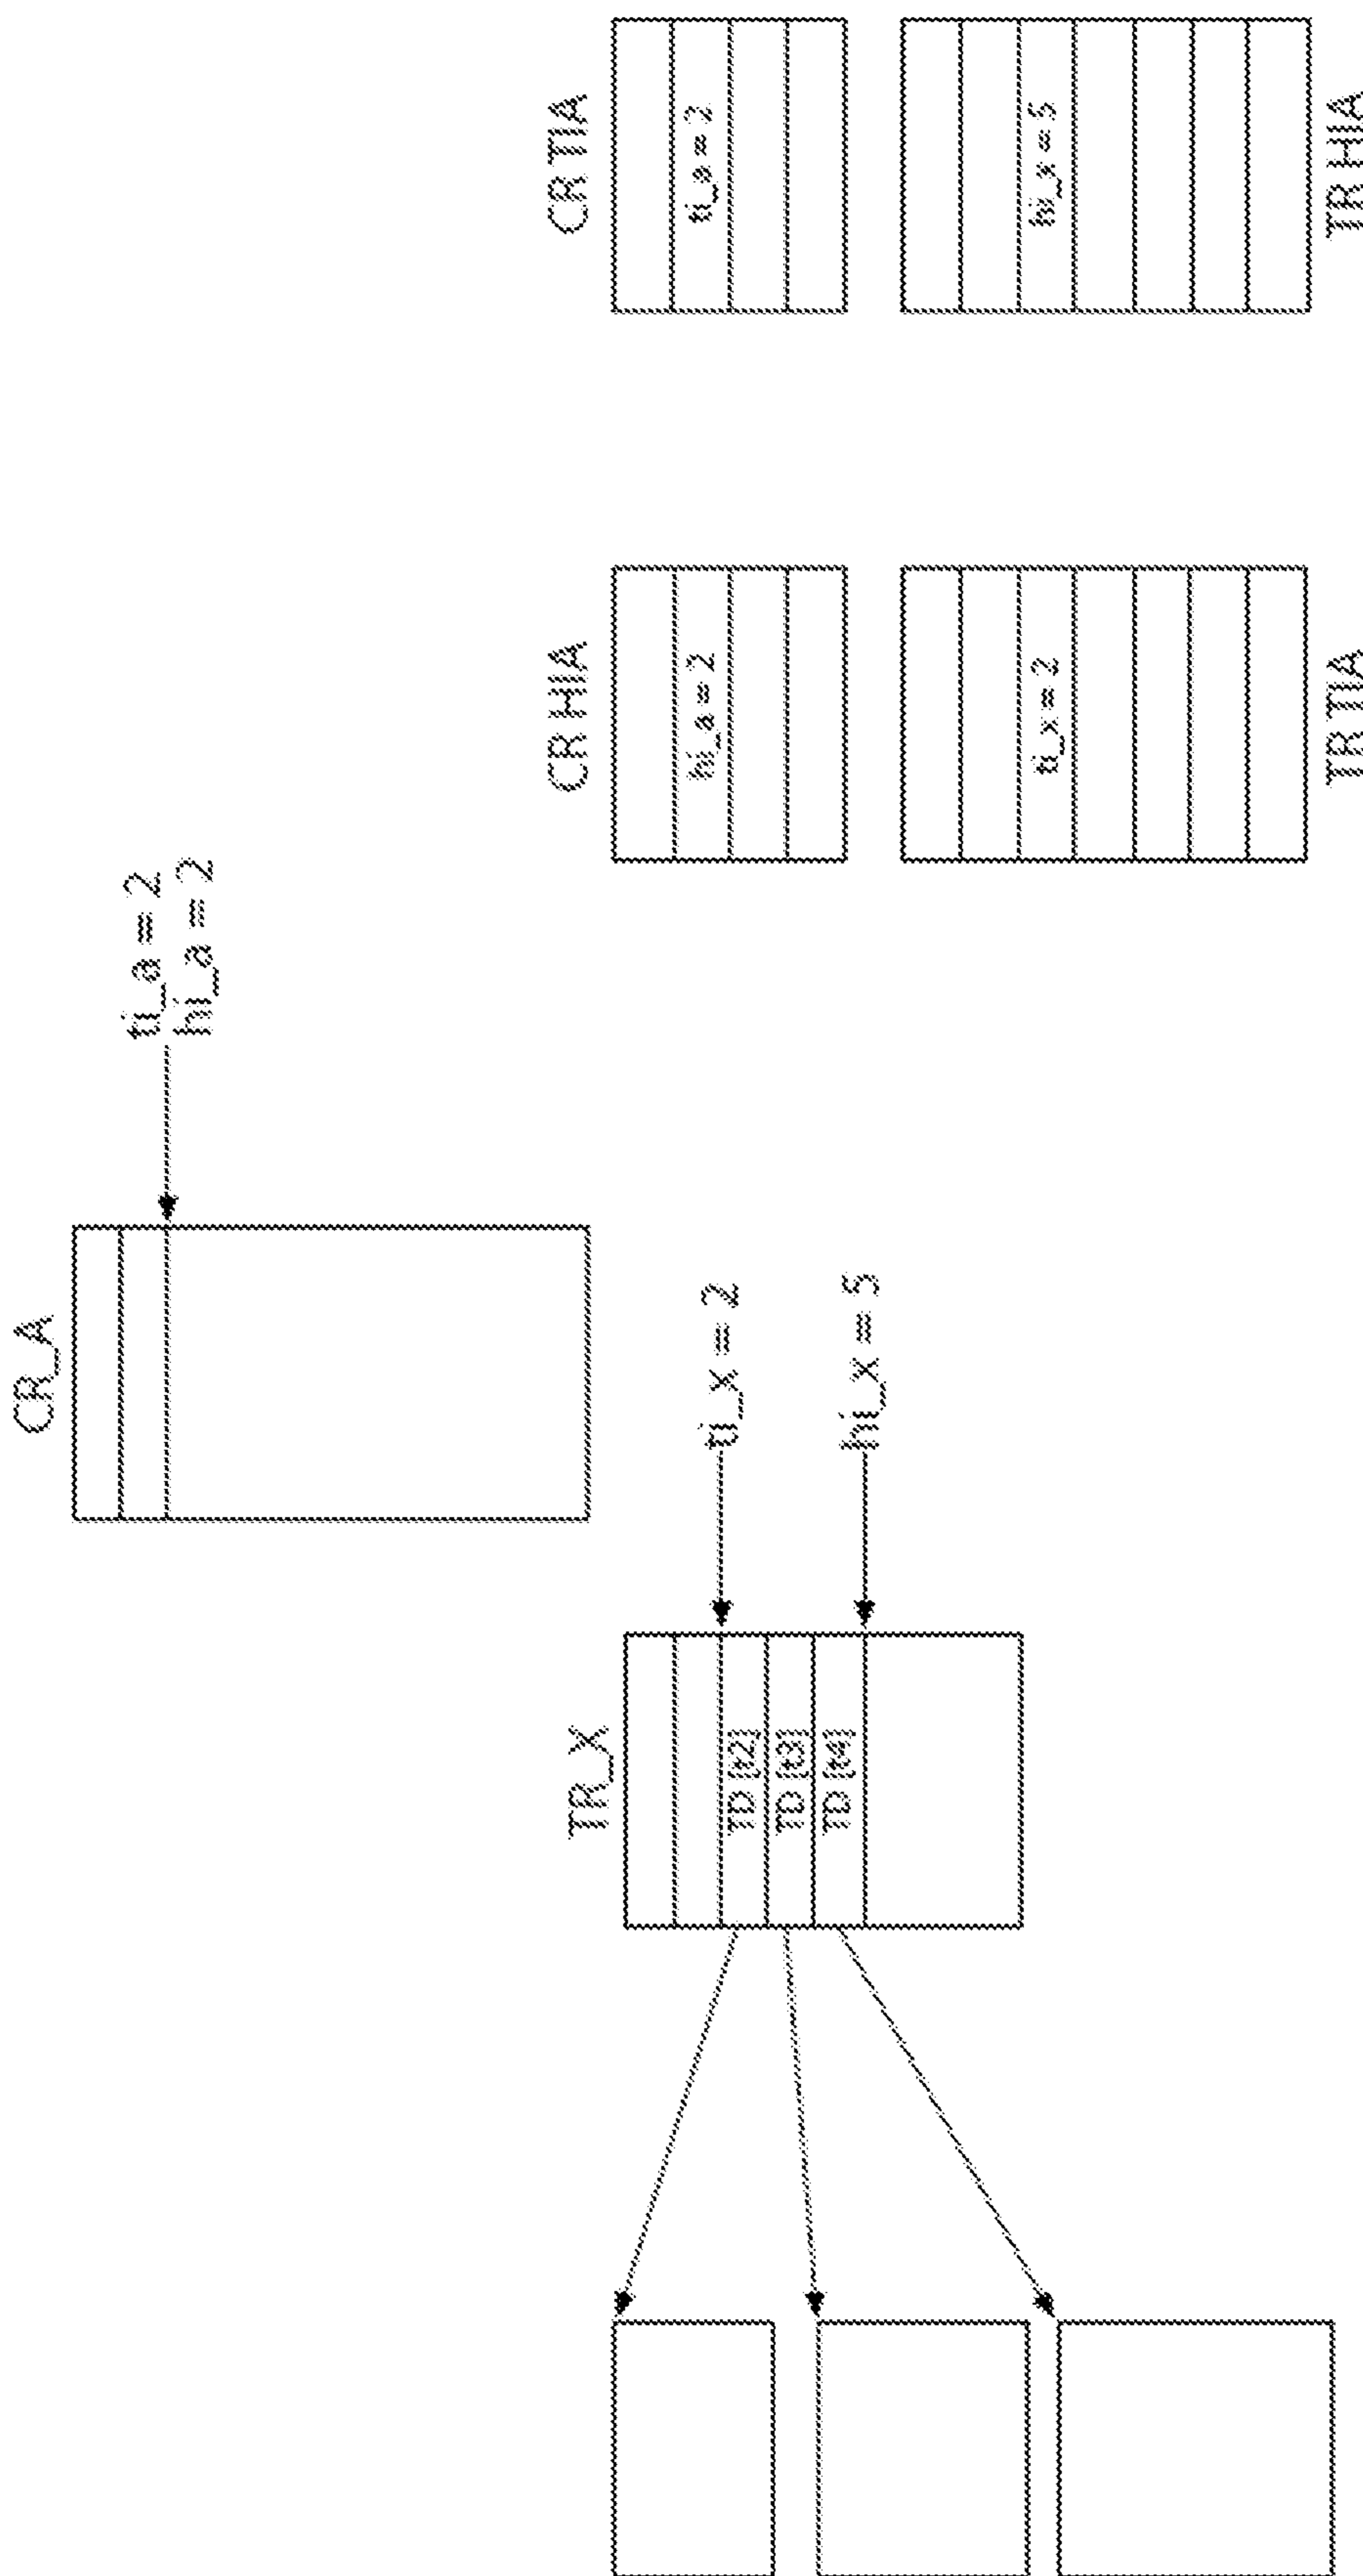 CR_A
ti_a = 2
hi_a = 2
TR_X
ti_x = 2
hi_x = 5
TD [t2]
TD [t3]
TD [t4]
CR HIA
hi_a = 2
CR TIA
ti_a = 2
ti_x = 2
TR TIA
hi_x = 5
TR HIA